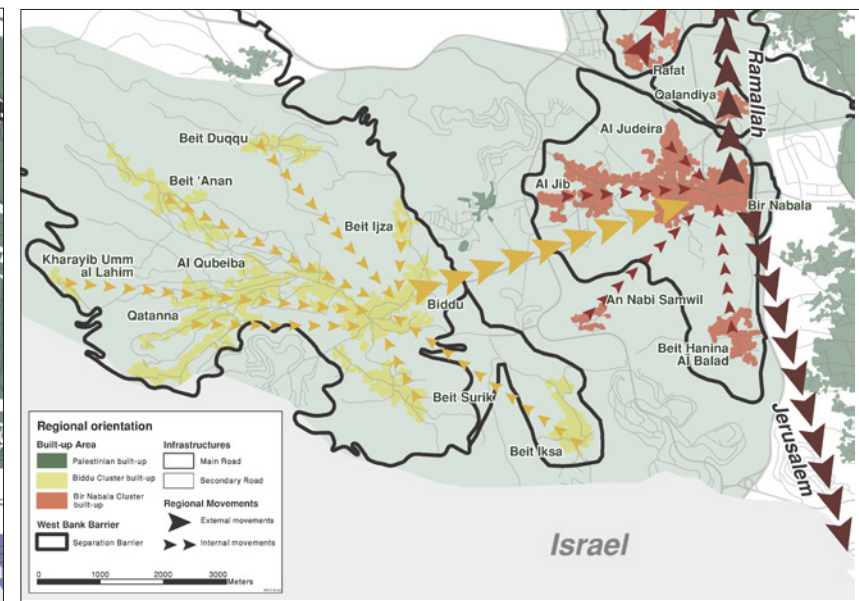 Rafat
Qalandiya
Ramallah
Al Judeira
Beit Duqqu
Beit 'Anan
Al Jib
Bir Nabala
Beit Ijza
Kharayib Umm
al Lahim
Al Qubeiba
Biddu
An Nabi Samwil
Qatanna
Beit Hanina
Al Balad
Beit Surik
Jerusalem
Beit Iksa
Israel
Regional orientation
Built-up Area
Palestinian built-up
Biddu Cluster built-up
Bir Nabala Cluster
built-up
West Bank Barrier
Separation Barrier
Infrastructures
Main Road
Secondary Road
Regional Movements
External movements
Internal movements
0 1000 2000 3000
Meters